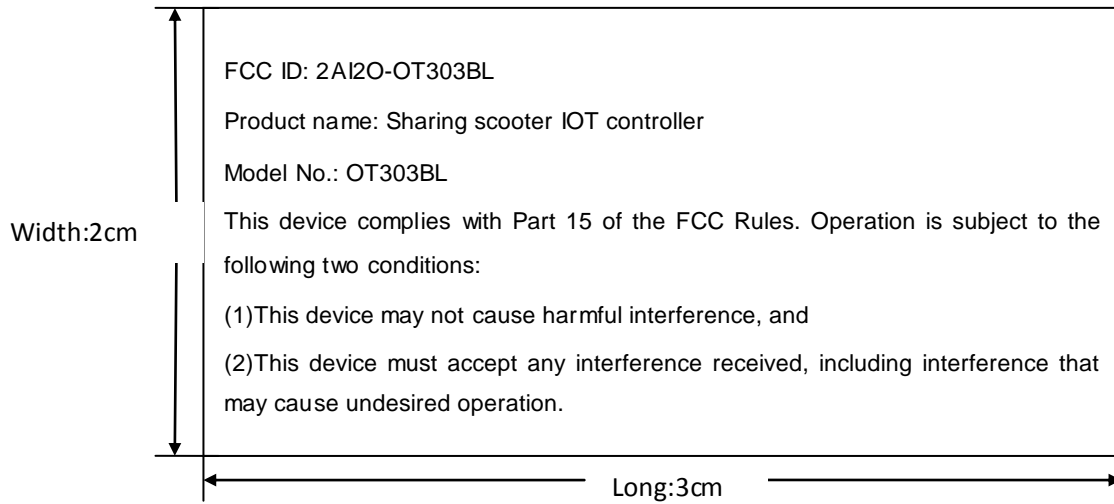 FCC ID: 2AI2O-OT303BL
Product name: Sharing scooter IOT controller
Model No.: OT303BL
This device complies with Part 15 of the FCC Rules. Operation is subject to the
following two conditions:
(1)This device may not cause harmful interference, and
(2)This device must accept any interference received, including interference that
may cause undesired operation.
Width:2cm
Long:3cm